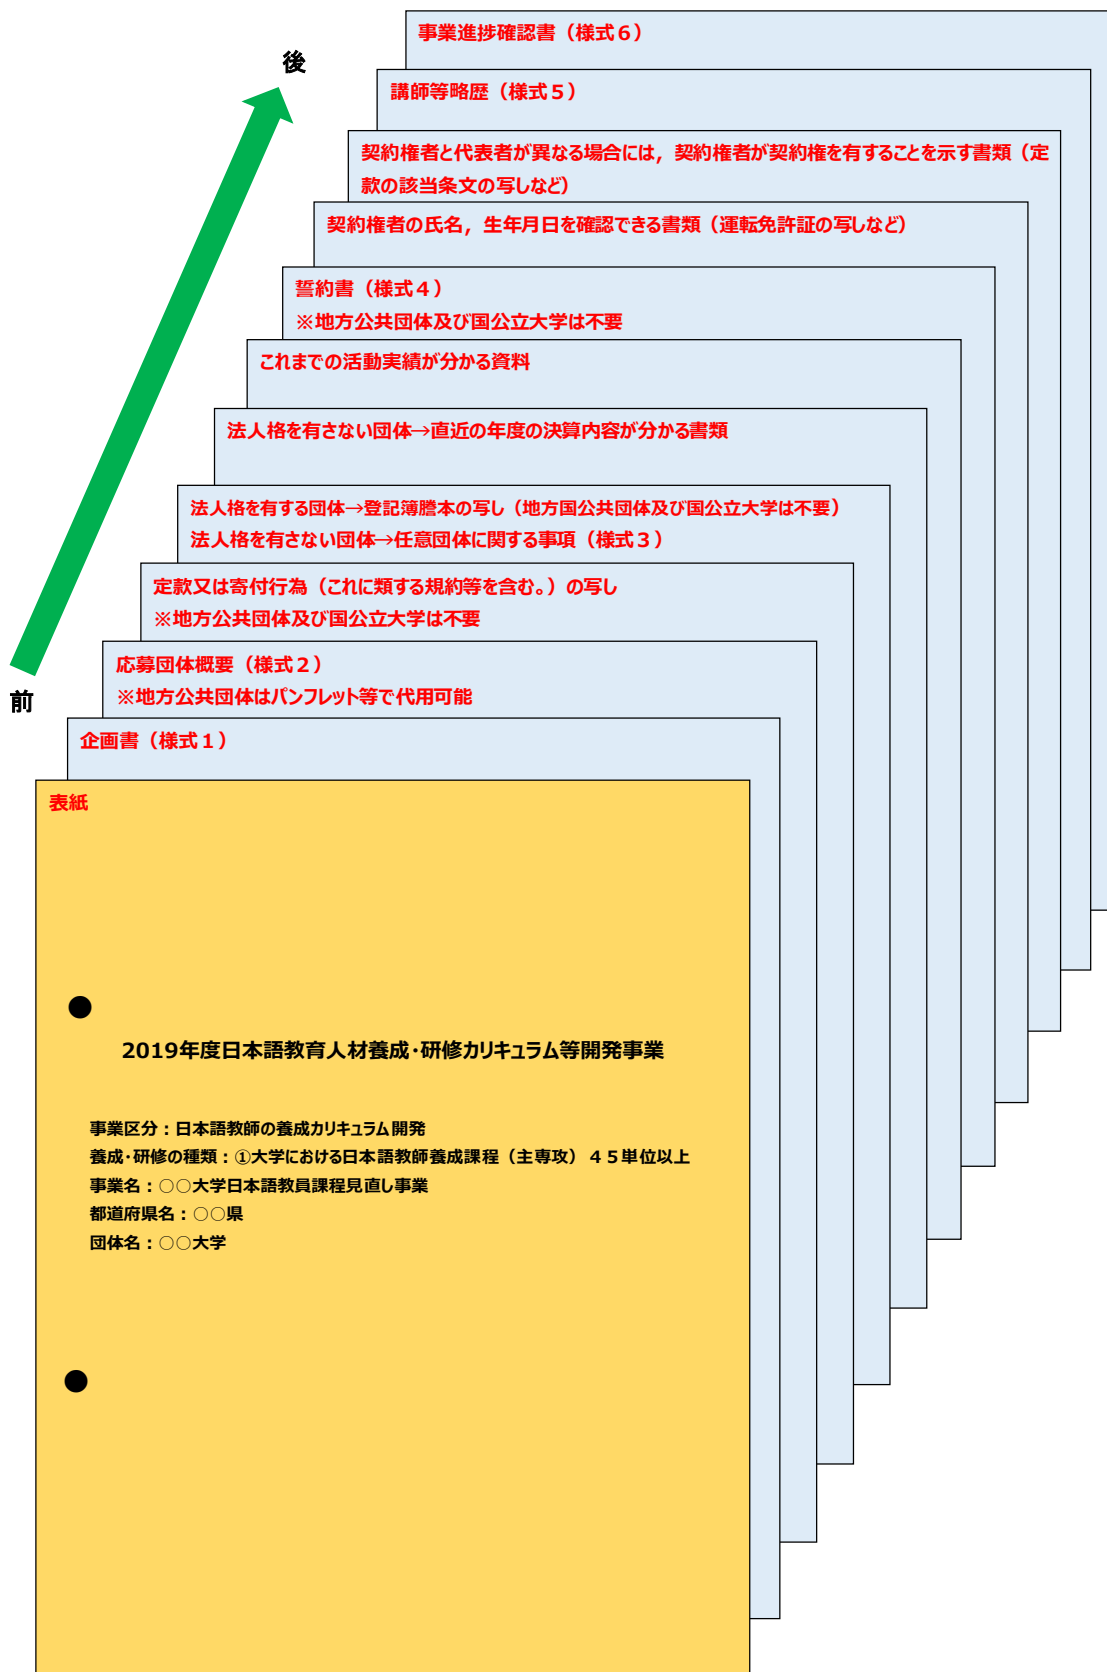 事業進捗確認書（様式６）
後
講師等略歴（様式５）
契約権者と代表者が異なる場合には，契約権者が契約権を有することを示す書類（定
款の該当条文の写しなど）
契約権者の氏名，生年月日を確認できる書類（運転免許証の写しなど）
誓約書（様式４）
※地方公共団体及び国公立大学は不要
これまでの活動実績が分かる資料
法人格を有さない団体→直近の年度の決算内容が分かる書類
法人格を有する団体→登記簿謄本の写し（地方国公共団体及び国公立大学は不要）
法人格を有さない団体→任意団体に関する事項（様式３）
定款又は寄付行為（これに類する規約等を含む。）の写し
※地方公共団体及び国公立大学は不要
応募団体概要（様式２）
※地方公共団体はパンフレット等で代用可能
前
企画書（様式１）
表紙
2019年度日本語教育人材養成・研修カリキュラム等開発事業
事業区分：日本語教師の養成カリキュラム開発
養成・研修の種類：①大学における日本語教師養成課程（主専攻）４５単位以上
事業名：○○大学日本語教員課程見直し事業
都道府県名：○○県
団体名：○○大学